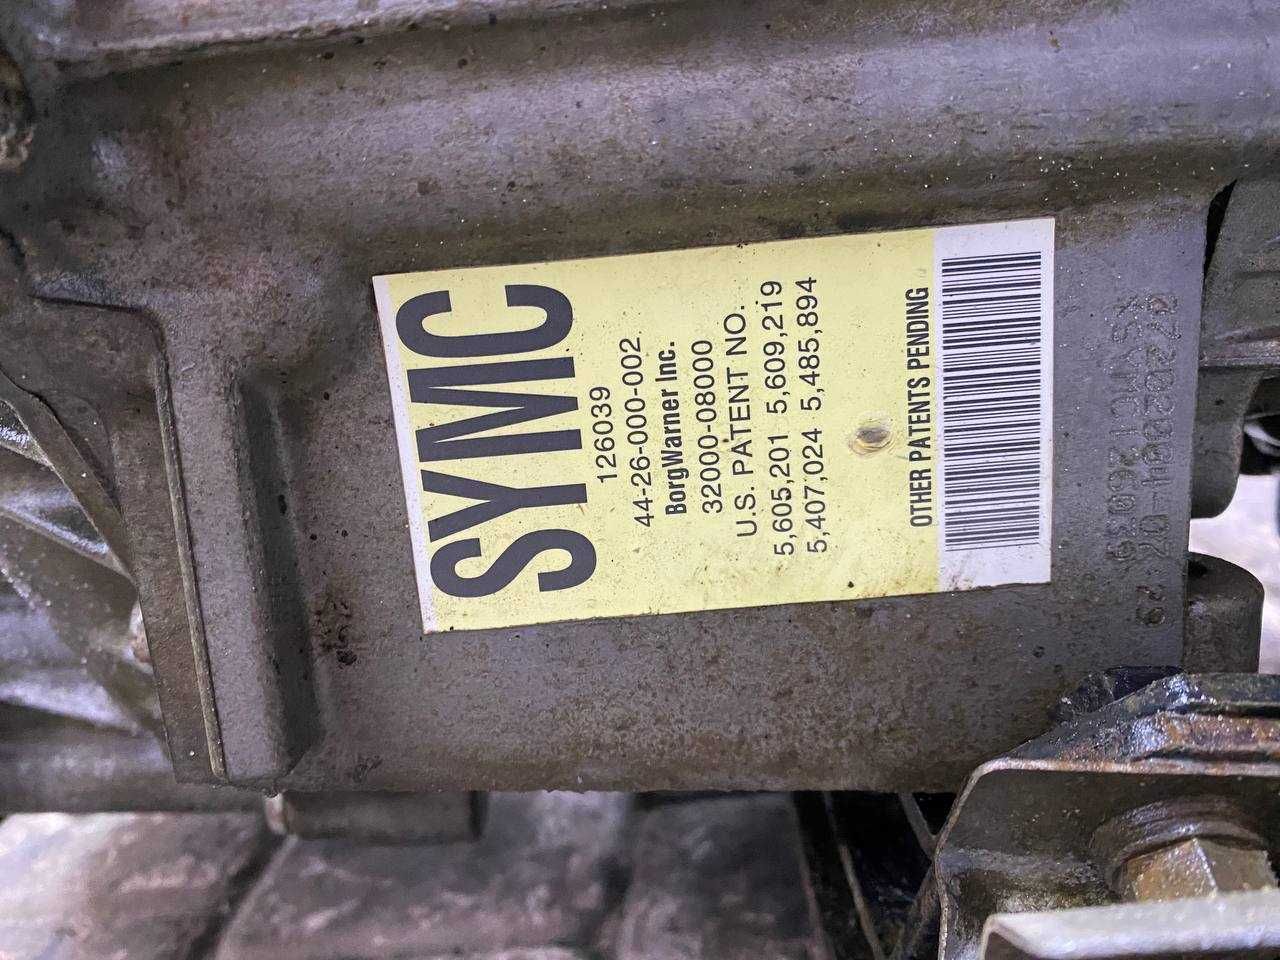 SYMC
126039
44-26-000-002
BorgWarner Inc.
32000-08000
U.S. PATENT NO.
5,605,201 5,609,219
5,407,024 5,485,894
OTHER PATENTS PENDING